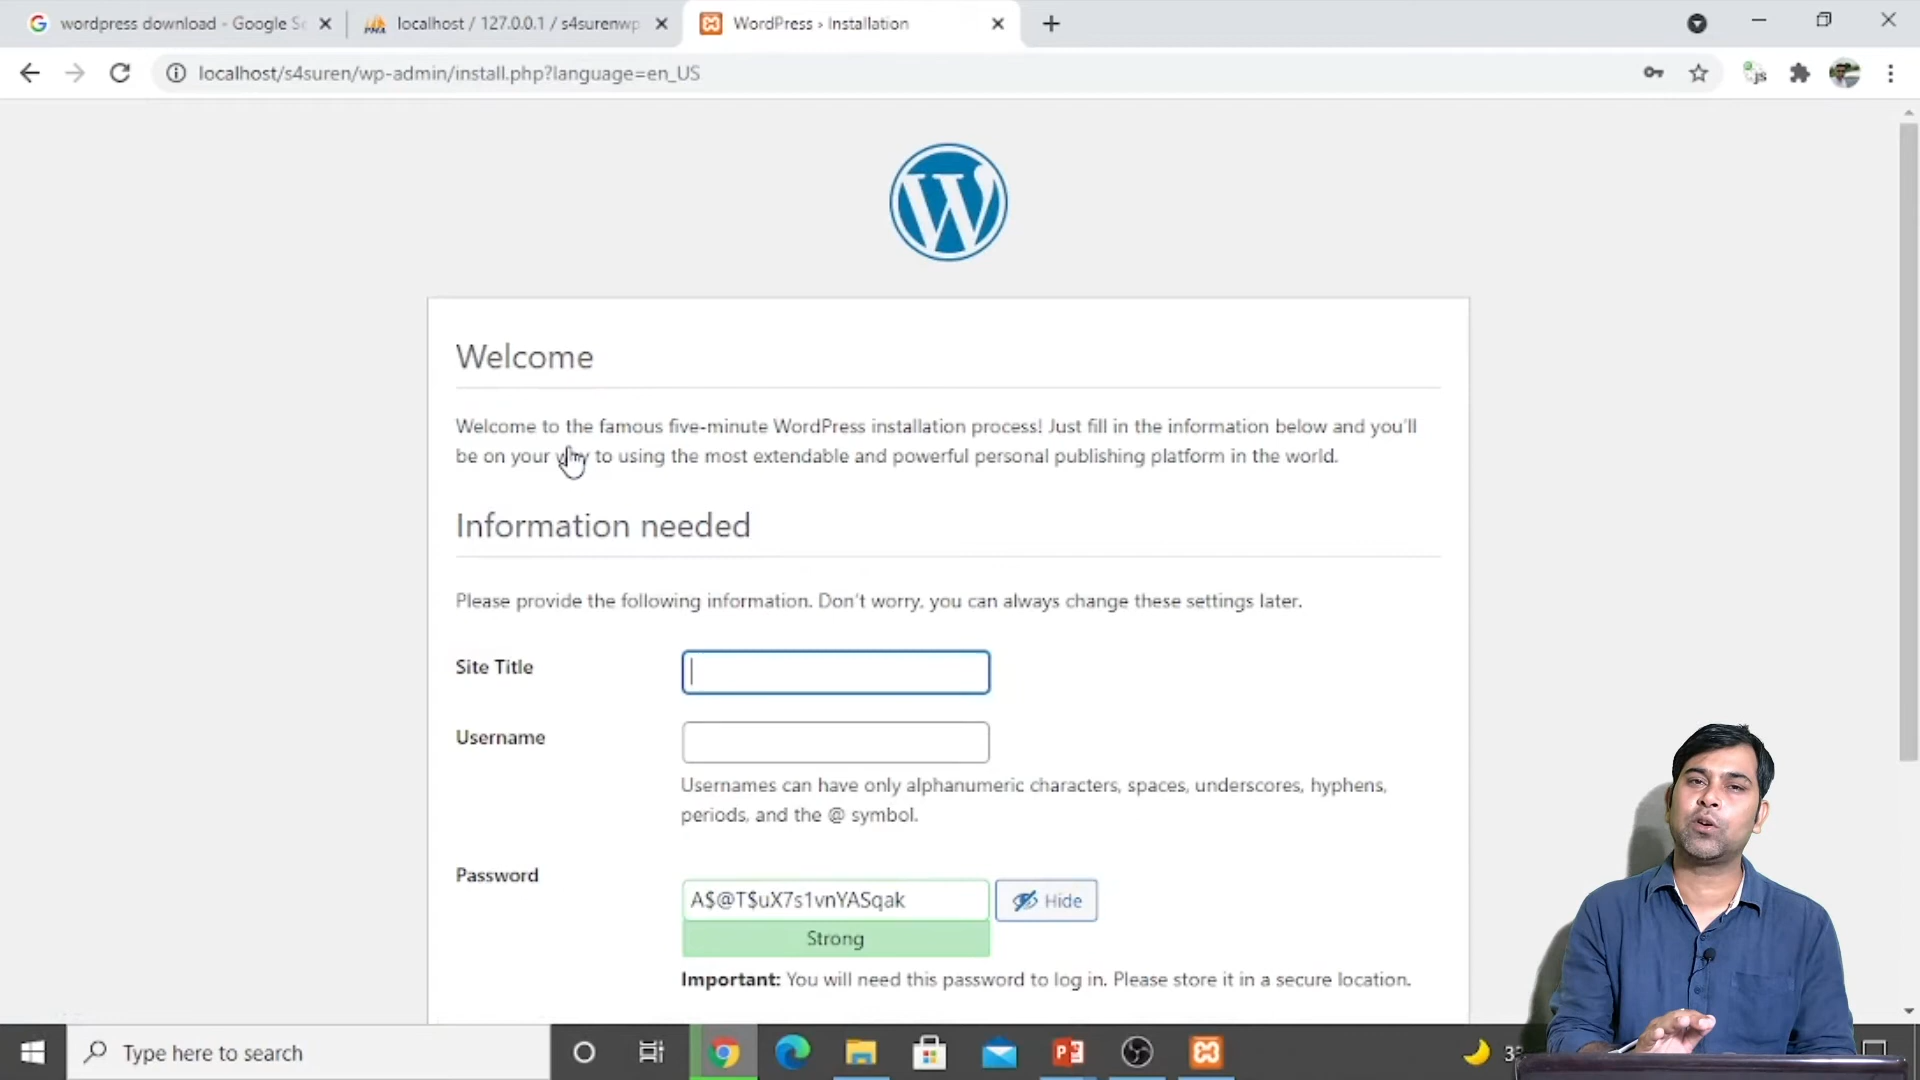 wordpress download - Google Se
localhost / 127.0.0.1 / s4surenwp
WordPress › Installation
localhost/s4suren/wp-admin/install.php?language=en_US
Welcome
Welcome to the famous five-minute WordPress installation process! Just fill in the information below and you'll
be on your way to using the most extendable and powerful personal publishing platform in the world.
Information needed
Please provide the following information. Don't worry, you can always change these settings later.
Site Title
Username
Usernames can have only alphanumeric characters, spaces, underscores, hyphens,
periods, and the @ symbol.
Password
A$@T$uX7s1vnYASqak
Hide
Strong
Important: You will need this password to log in. Please store it in a secure location.
Type here to search